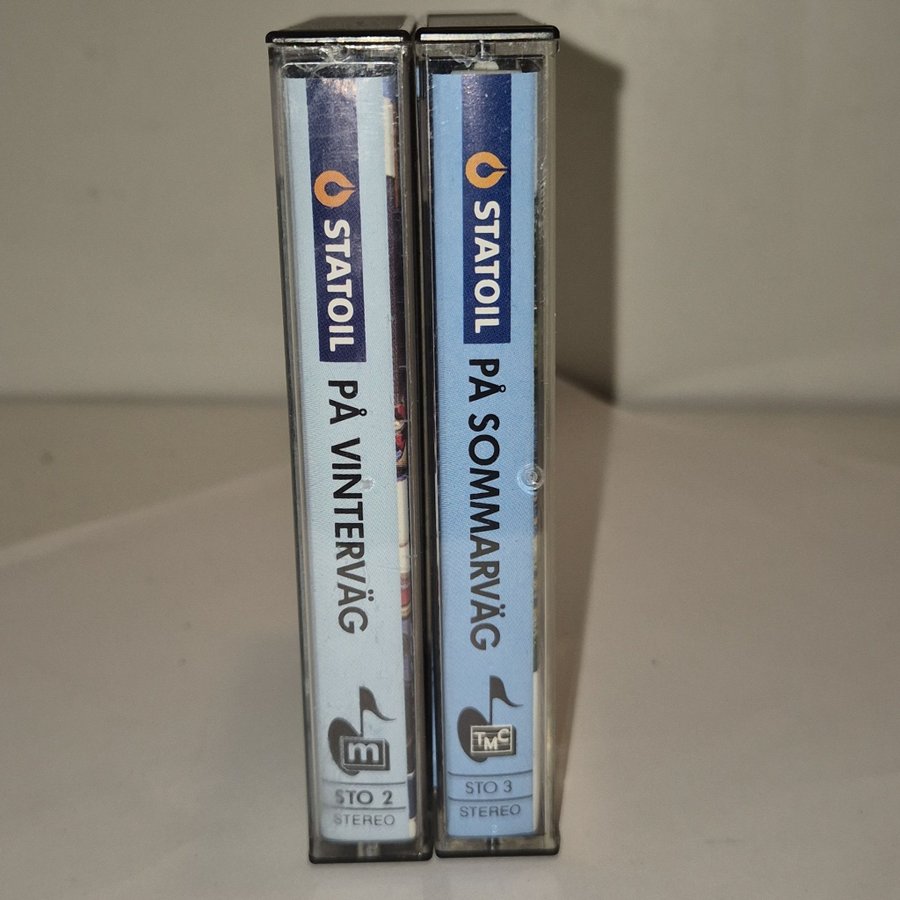 STATOIL PÅ VINTERVÄG
m
STO 2
STEREO
STATOIL PÅ SOMMARVÄG
TMC
STO 3
STEREO